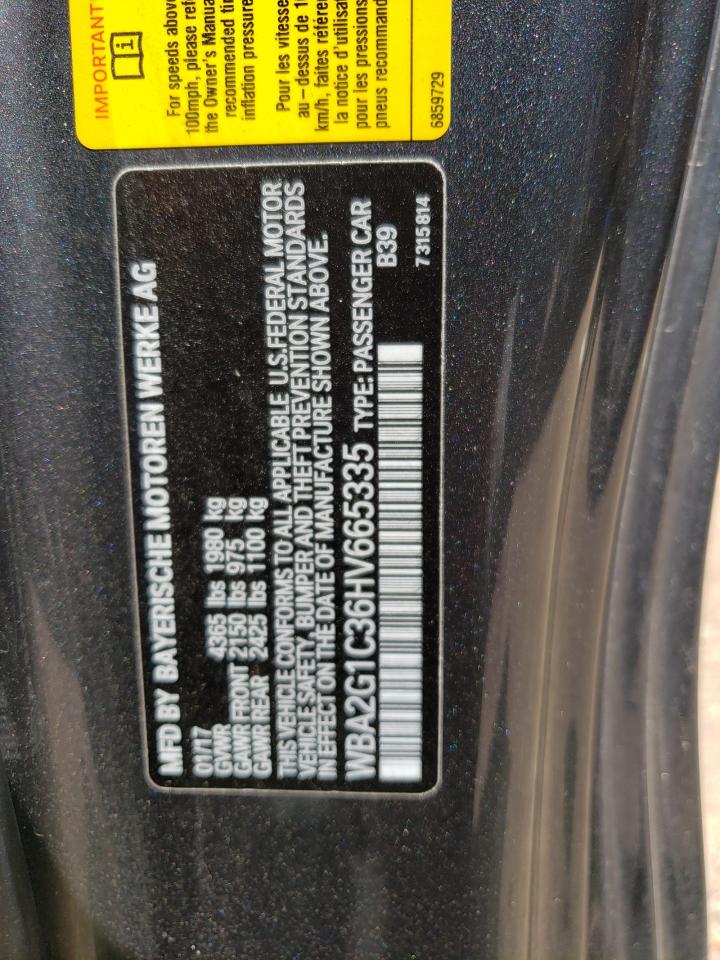 IMPORTANT
For speeds above
100mph, please ref
the Owner's Manua
recommended ti
inflation pressure
Pour les vitesse
au-dessus de 1
km/h, faites référe
la notice d'utilisa
pour les pressions
pneus recommand
6859729
MFD BY BAYERISCHE MOTOREN WERKE AG
01/17
GVWR 4365 lbs 1980 kg
GAWR FRONT 2150 lbs 975 kg
GAWR REAR 2425 lbs 1100 kg
THIS VEHICLE CONFORMS TO ALL APPLICABLE U.S. FEDERAL MOTOR
VEHICLE SAFETY, BUMPER AND THEFT PREVENTION STANDARDS
IN EFFECT ON THE DATE OF MANUFACTURE SHOWN ABOVE.
WBA2G1C36HV665335 TYPE: PASSENGER CAR
B39
7315814